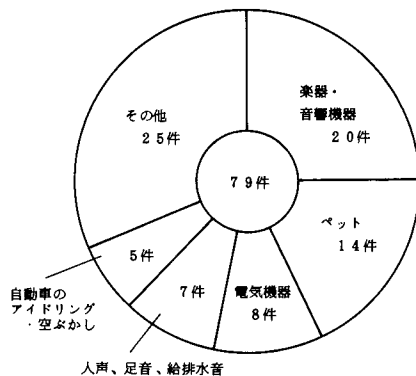 楽器・
音響機器
20件
ペット
14件
電気機器
8件
7件
人声、足音、給排水音
5件
自動車の
アイドリング
・空ぶかし
その他
25件
79件